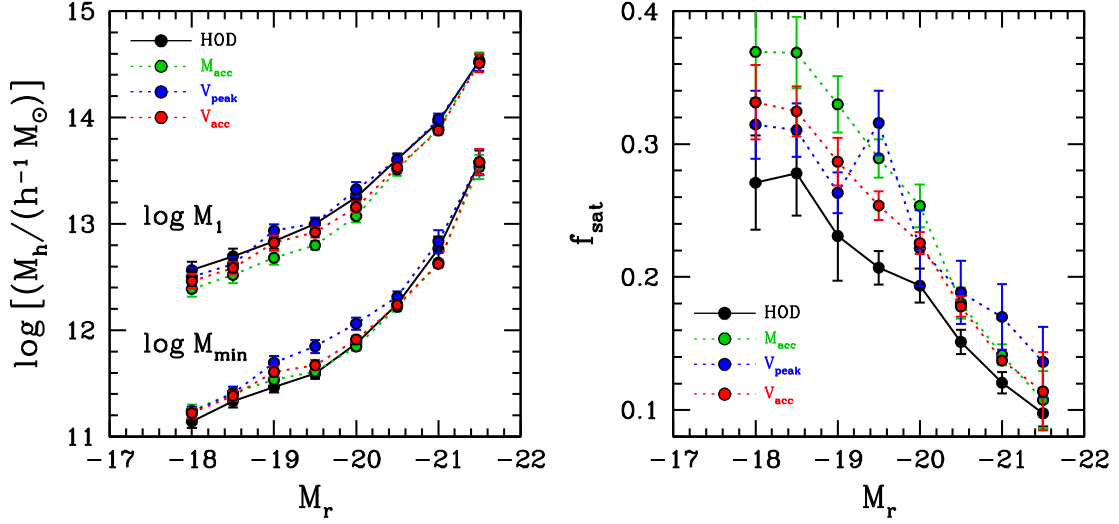 15
14
13
12
11
−17
−18
−19
−20
−21
−22
M_r
log [(M_h/(h^−1 M_⊙)]
HOD
M_acc
V_peak
V_acc
log M_1
log M_min
0.4
0.3
0.2
0.1
−17
−18
−19
−20
−21
−22
M_r
f_sat
HOD
M_acc
V_peak
V_acc